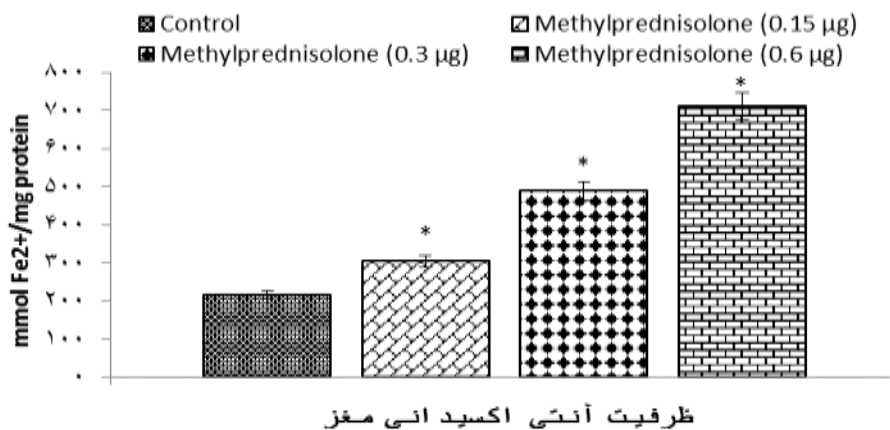 Control
Methylprednisolone (0.15 µg)
Methylprednisolone (0.3 µg)
Methylprednisolone (0.6 µg)
mmol Fe2+/mg protein
۸۰۰
۷۰۰
۶۰۰
۵۰۰
۴۰۰
۳۰۰
۲۰۰
۱۰۰
۰
*
*
*
ظرفیت آنتی اکسیدانی مغز